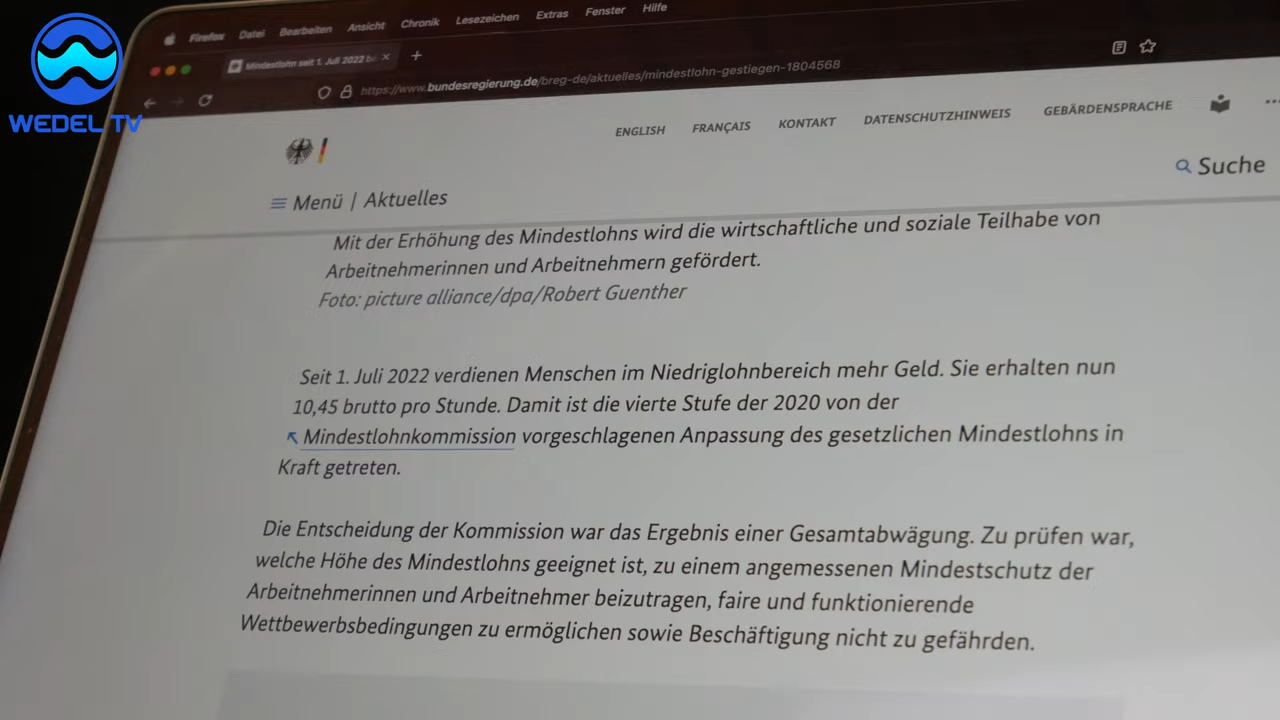 WEDEL TV
Firefox Datei Bearbeiten Ansicht Chronik Lesezeichen Extras Fenster Hilfe
Mindestlohn seit 1. Juli 2022 be
https://www.bundesregierung.de/breg-de/aktuelles/mindestlohn-gestiegen-1804568
ENGLISH FRANÇAIS KONTAKT DATENSCHUTZHINWEIS GEBÄRDENSPRACHE
Suche
Menü | Aktuelles
Mit der Erhöhung des Mindestlohns wird die wirtschaftliche und soziale Teilhabe von
Arbeitnehmerinnen und Arbeitnehmern gefördert.
Foto: picture alliance/dpa/Robert Guenther
Seit 1. Juli 2022 verdienen Menschen im Niedriglohnbereich mehr Geld. Sie erhalten nun
10,45 brutto pro Stunde. Damit ist die vierte Stufe der 2020 von der
Mindestlohnkommission vorgeschlagenen Anpassung des gesetzlichen Mindestlohns in
Kraft getreten.
Die Entscheidung der Kommission war das Ergebnis einer Gesamtabwägung. Zu prüfen war,
welche Höhe des Mindestlohns geeignet ist, zu einem angemessenen Mindestschutz der
Arbeitnehmerinnen und Arbeitnehmer beizutragen, faire und funktionierende
Wettbewerbsbedingungen zu ermöglichen sowie Beschäftigung nicht zu gefährden.